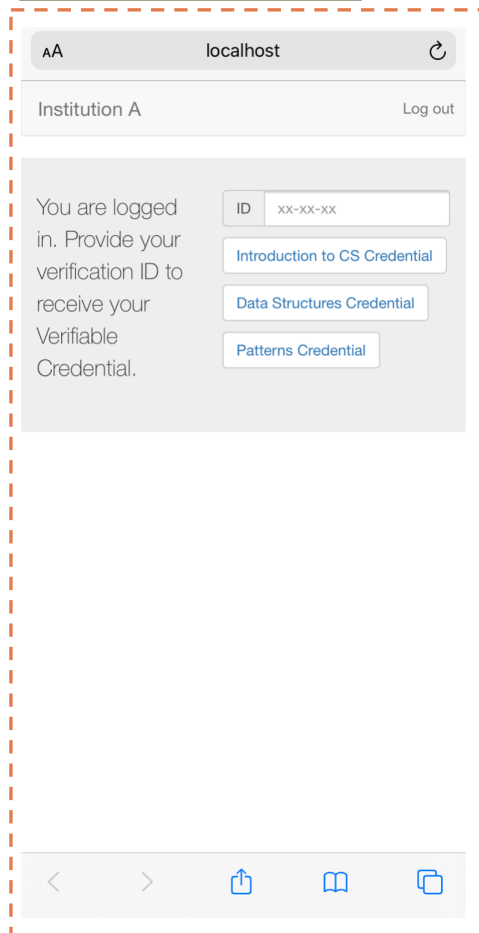 AA localhost
Institution A Log out
You are logged
in. Provide your
verification ID to
receive your
Verifiable
Credential.
ID xx-xx-xx
Introduction to CS Credential
Data Structures Credential
Patterns Credential